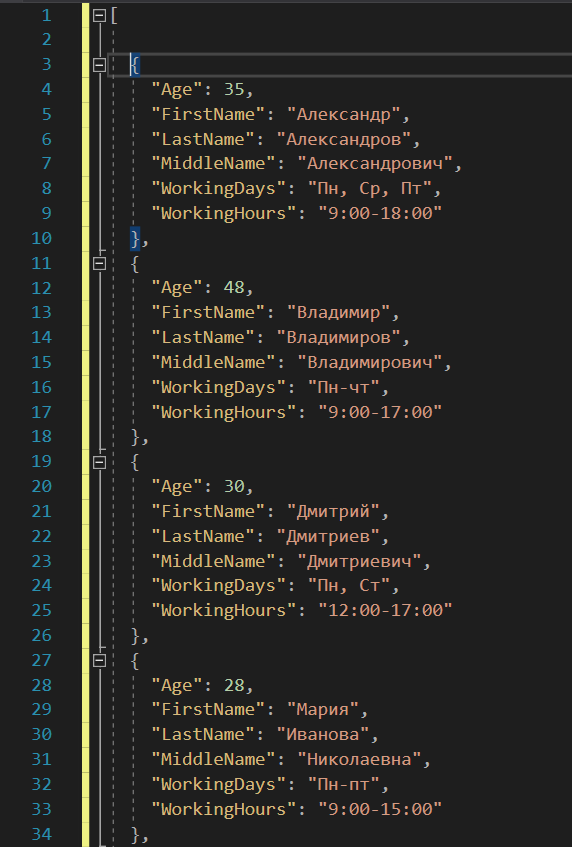 1 [
2
3 {
4 "Age": 35,
5 "FirstName": "Александр",
6 "LastName": "Александров",
7 "MiddleName": "Александрович",
8 "WorkingDays": "Пн, Ср, Пт",
9 "WorkingHours": "9:00-18:00"
10 },
11 {
12 "Age": 48,
13 "FirstName": "Владимир",
14 "LastName": "Владимиров",
15 "MiddleName": "Владимирович",
16 "WorkingDays": "Пн-чт",
17 "WorkingHours": "9:00-17:00"
18 },
19 {
20 "Age": 30,
21 "FirstName": "Дмитрий",
22 "LastName": "Дмитриев",
23 "MiddleName": "Дмитриевич",
24 "WorkingDays": "Пн, Ст",
25 "WorkingHours": "12:00-17:00"
26 },
27 {
28 "Age": 28,
29 "FirstName": "Мария",
30 "LastName": "Иванова",
31 "MiddleName": "Николаевна",
32 "WorkingDays": "Пн-пт",
33 "WorkingHours": "9:00-15:00"
34 },